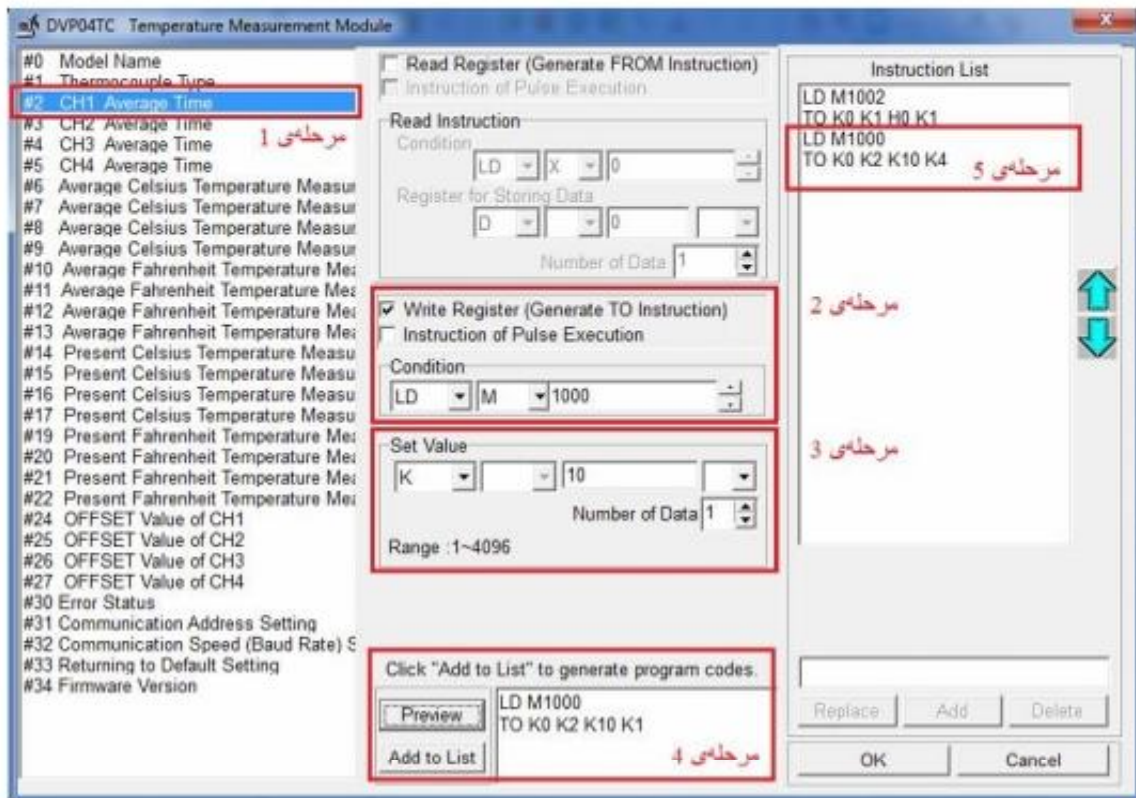 DVP04TC Temperature Measurement Module
#0 Model Name
#1 Thermocouple Type
#2 CH1 Average Time
#3 CH2 Average Time
#4 CH3 Average Time
#5 CH4 Average Time
#6 Average Celsius Temperature Measur
#7 Average Celsius Temperature Measur
#8 Average Celsius Temperature Measur
#9 Average Celsius Temperature Measur
#10 Average Fahrenheit Temperature Mea
#11 Average Fahrenheit Temperature Mea
#12 Average Fahrenheit Temperature Mea
#13 Average Fahrenheit Temperature Mea
#14 Present Celsius Temperature Measu
#15 Present Celsius Temperature Measu
#16 Present Celsius Temperature Measu
#17 Present Celsius Temperature Measu
#19 Present Fahrenheit Temperature Mea
#20 Present Fahrenheit Temperature Mea
#21 Present Fahrenheit Temperature Mea
#22 Present Fahrenheit Temperature Mea
#24 OFFSET Value of CH1
#25 OFFSET Value of CH2
#26 OFFSET Value of CH3
#27 OFFSET Value of CH4
#30 Error Status
#31 Communication Address Setting
#32 Communication Speed (Baud Rate) S
#33 Returning to Default Setting
#34 Firmware Version
مرحله‌ی 1
Read Register (Generate FROM Instruction)
Instruction of Pulse Execution
Read Instruction
Condition
LD X 0
Register for Storing Data
D 0
Number of Data 1
Write Register (Generate TO Instruction)
Instruction of Pulse Execution
Condition
LD M 1000
مرحله‌ی 2
Set Value
K 10
Number of Data 1
Range :1~4096
مرحله‌ی 3
Click "Add to List" to generate program codes.
Preview
Add to List
LD M1000
TO K0 K2 K10 K1
مرحله‌ی 4
Instruction List
LD M1002
TO K0 K1 H0 K1
LD M1000
TO K0 K2 K10 K4
مرحله‌ی 5
Replace Add Delete
OK Cancel